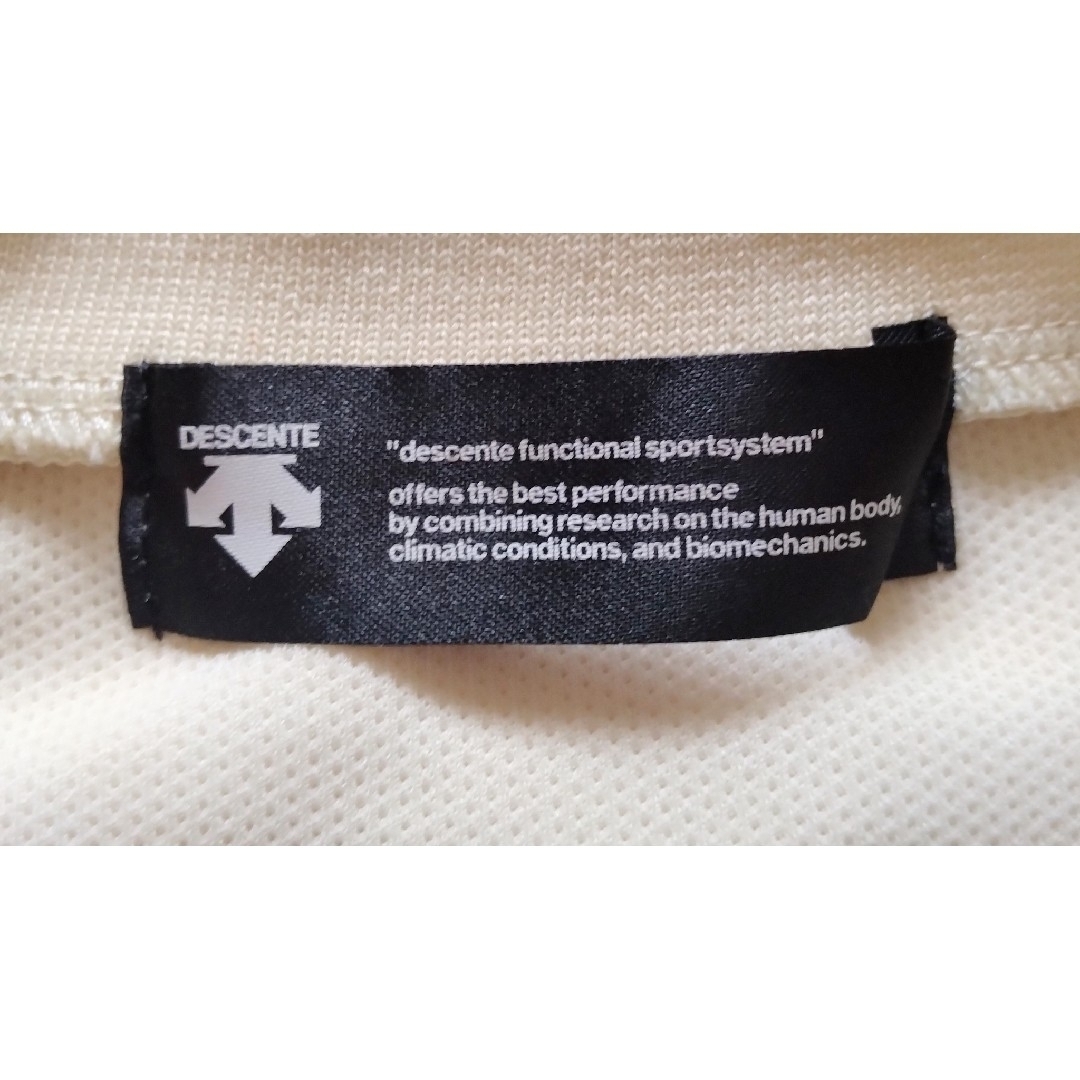 DESCENTE
"descente functional sportsystem"
offers the best performance
by combining research on the human body,
climatic conditions, and biomechanics.